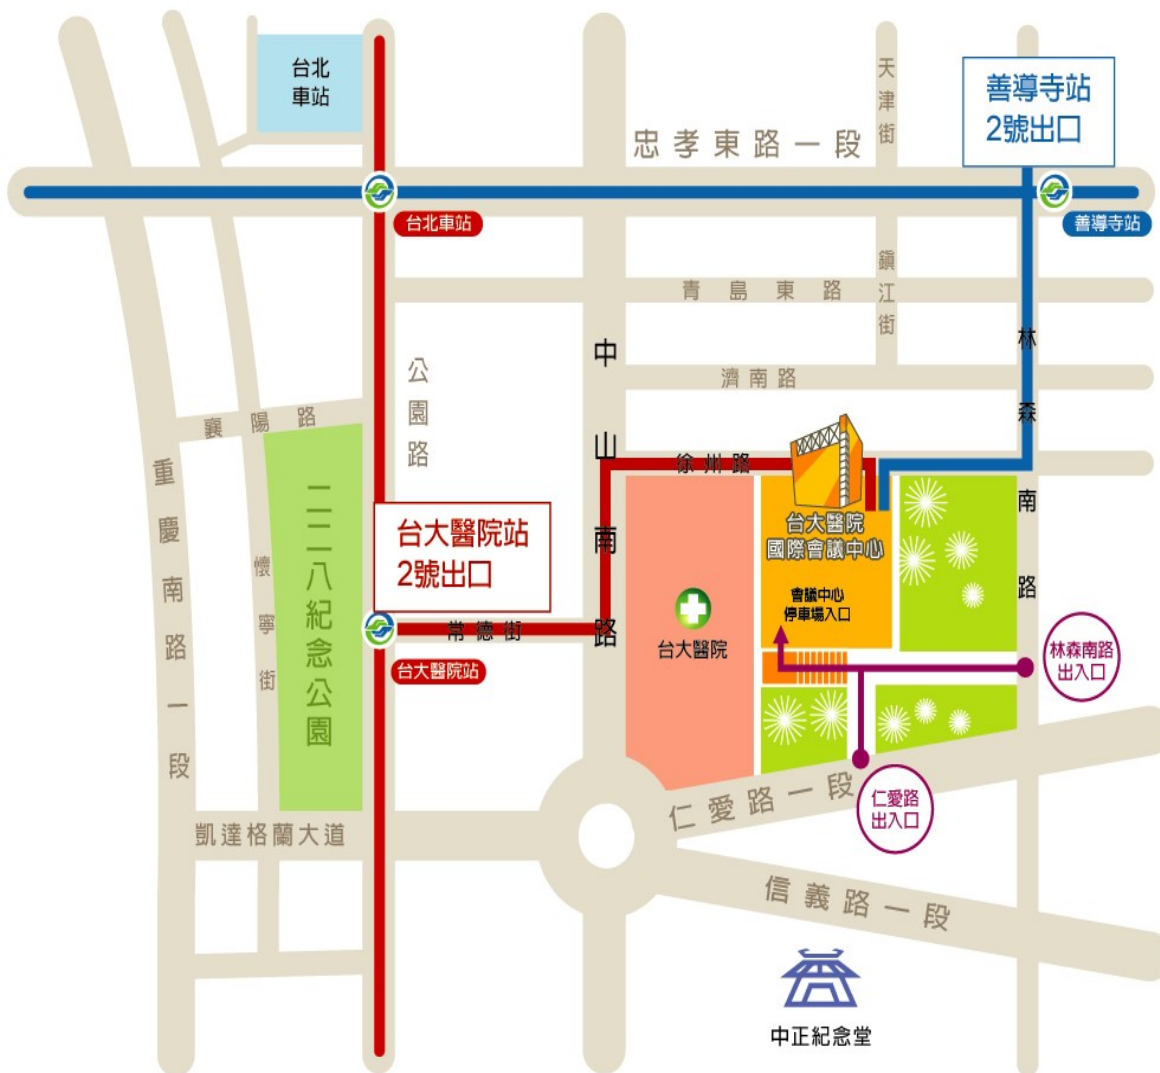 台北
車站
天津街
善導寺站
2號出口
忠孝東路一段
台北車站
善導寺站
鎮江街
青島東路
中山南路
林森南路
公園路
濟南路
襄陽路
徐州路
重慶南路一段
二二八紀念公園
懷寧街
台大醫院站
2號出口
台大醫院
國際會議中心
會議中心
停車場入口
常德街
台大醫院
台大醫院站
林森南路
出入口
仁愛路一段
仁愛路
出入口
凱達格蘭大道
信義路一段
中正紀念堂